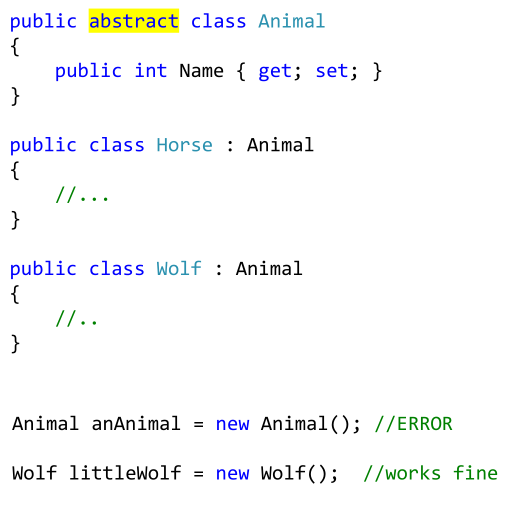 public abstract class Animal
{
    public int Name { get; set; }
}
public class Horse : Animal
{
    //...
}
public class Wolf : Animal
{
    //..
}
Animal anAnimal = new Animal(); //ERROR
Wolf littleWolf = new Wolf();  //works fine